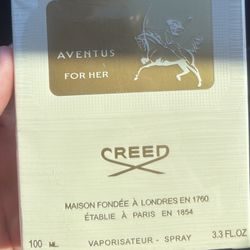 AVENTUS
FOR HER
CREED
MAISON FONDÉE À LONDRES EN 1760
ÉTABLIE À PARIS EN 1854
100 ML VAPORISATEUR - SPRAY 3.3 FL.OZ